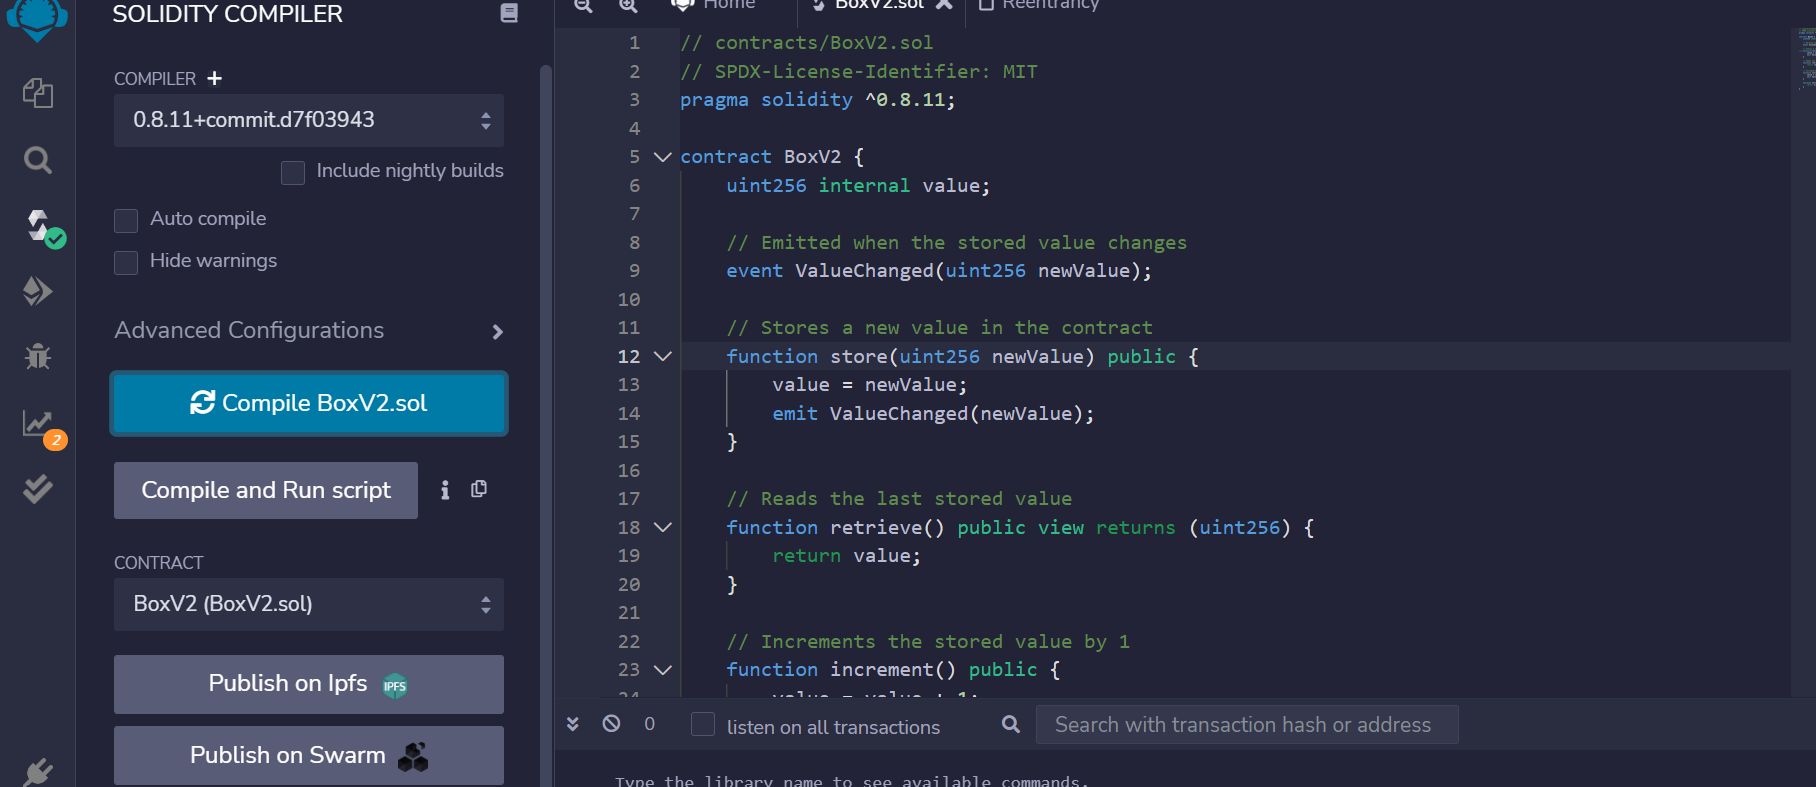 SOLIDITY COMPILER
COMPILER +
0.8.11+commit.d7f03943
Include nightly builds
Auto compile
Hide warnings
Advanced Configurations
Compile BoxV2.sol
2
Compile and Run script
CONTRACT
BoxV2 (BoxV2.sol)
Publish on Ipfs IPFS
Publish on Swarm
Home
BoxV2.sol
Reentrancy
1 // contracts/BoxV2.sol
2 // SPDX-License-Identifier: MIT
3 pragma solidity ^0.8.11;
4
5 contract BoxV2 {
6 uint256 internal value;
7
8 // Emitted when the stored value changes
9 event ValueChanged(uint256 newValue);
10
11 // Stores a new value in the contract
12 function store(uint256 newValue) public {
13 value = newValue;
14 emit ValueChanged(newValue);
15 }
16
17 // Reads the last stored value
18 function retrieve() public view returns (uint256) {
19 return value;
20 }
21
22 // Increments the stored value by 1
23 function increment() public {
24 value = value + 1;
0
listen on all transactions
Search with transaction hash or address
Type the library name to see available commands.